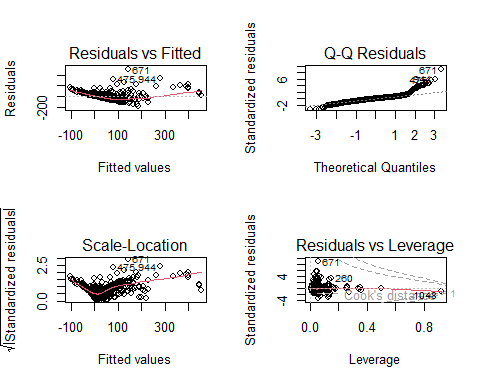 Residuals vs Fitted
Residuals
-200
671
475 944
-100
100
300
Fitted values
Q-Q Residuals
Standardized residuals
-2
6
671
-3
-1
1
2
3
Theoretical Quantiles
Scale-Location
√|Standardized residuals|
0.0
2.5
671
475 944
-100
100
300
Fitted values
Residuals vs Leverage
Standardized residuals
-4
4
671
260
1043
Cook's distance
1
0.0
0.4
0.8
Leverage